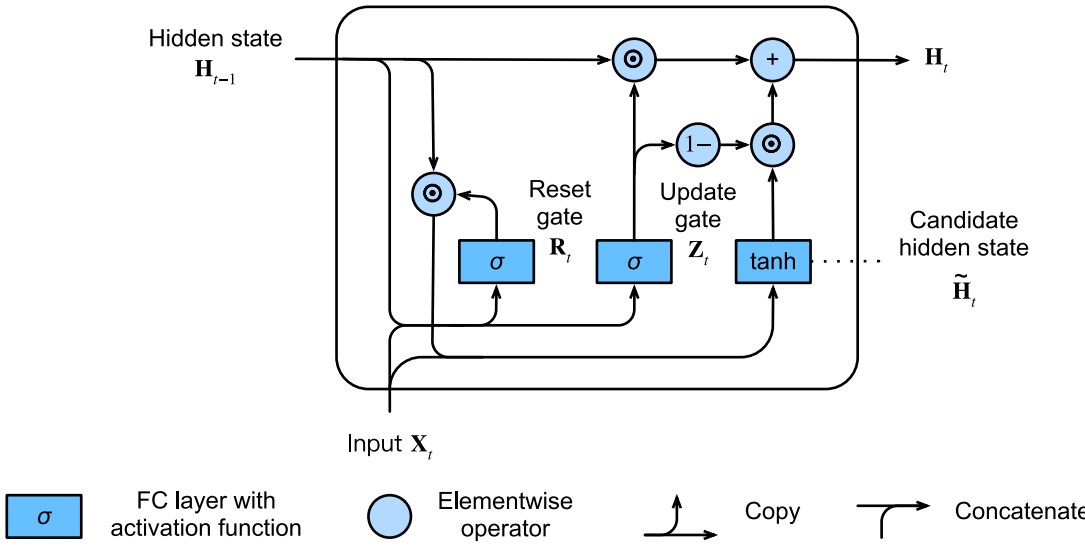 Hidden state
H_{t−1}
H_t
+
1−
Reset
gate
R_t
Update
gate
Z_t
Candidate
hidden state
H̃_t
σ
σ
tanh
Input X_t
σ
FC layer with
activation function
Elementwise
operator
Copy
Concatenate